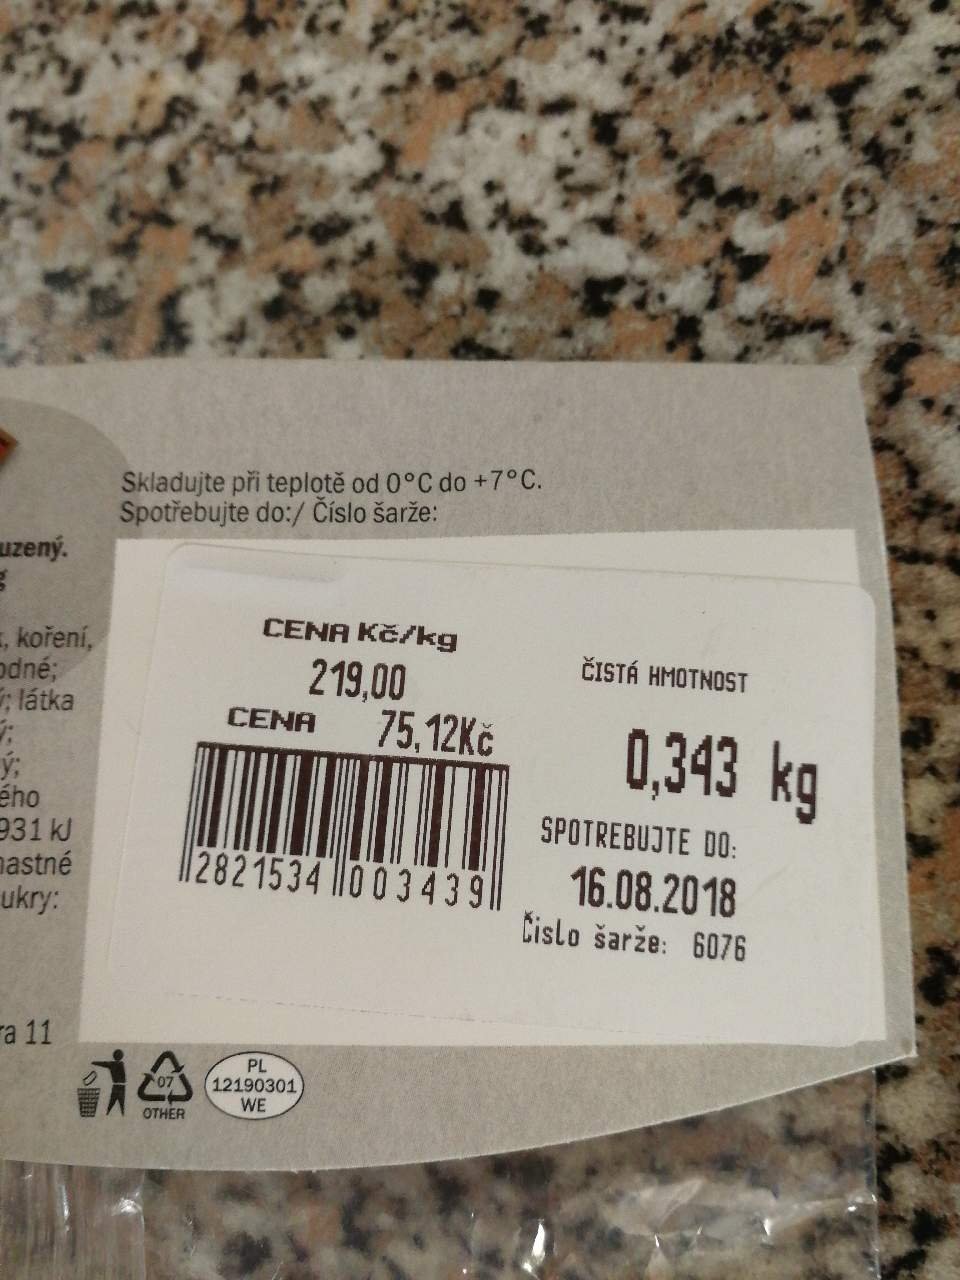 Skladujte při teplotě od 0°C do +7°C.
Spotřebujte do:/ Číslo šarže:
uzený.
g
, koření,
odné;
; látka
ý;
ého
931 kJ
nastné
ukry:
ra 11
CENA Kč/kg
219,00
CENA 75,12Kč
2821534 003439
ČISTÁ HMOTNOST
0,343 kg
SPOTREBUJTE DO:
16.08.2018
Číslo šarže: 6076
07
OTHER
PL
12190301
WE